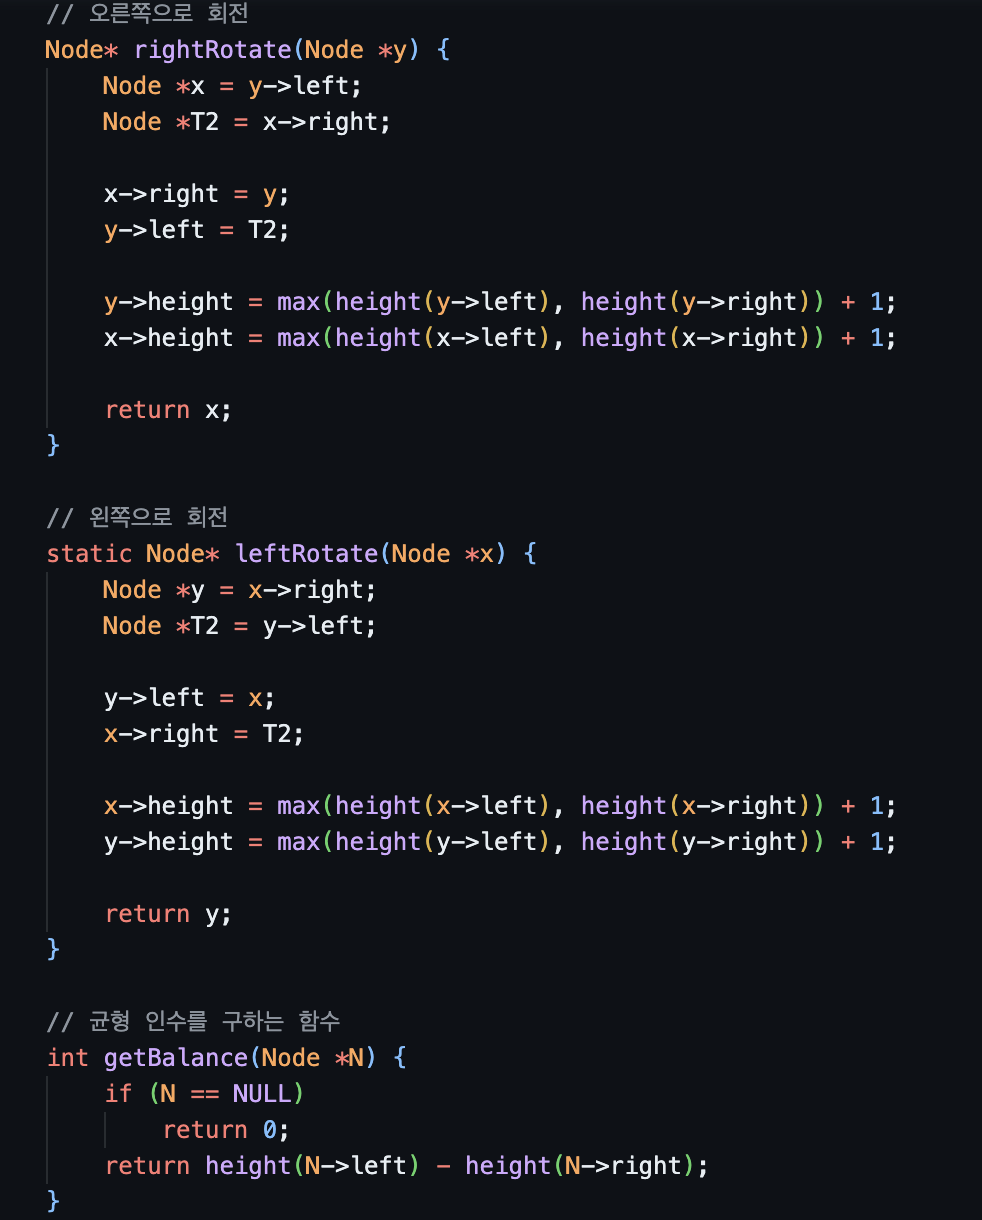 // 오른쪽으로 회전
Node* rightRotate(Node *y) {
    Node *x = y->left;
    Node *T2 = x->right;

    x->right = y;
    y->left = T2;

    y->height = max(height(y->left), height(y->right)) + 1;
    x->height = max(height(x->left), height(x->right)) + 1;

    return x;
}

// 왼쪽으로 회전
static Node* leftRotate(Node *x) {
    Node *y = x->right;
    Node *T2 = y->left;

    y->left = x;
    x->right = T2;

    x->height = max(height(x->left), height(x->right)) + 1;
    y->height = max(height(y->left), height(y->right)) + 1;

    return y;
}

// 균형 인수를 구하는 함수
int getBalance(Node *N) {
    if (N == NULL)
        return 0;
    return height(N->left) - height(N->right);
}